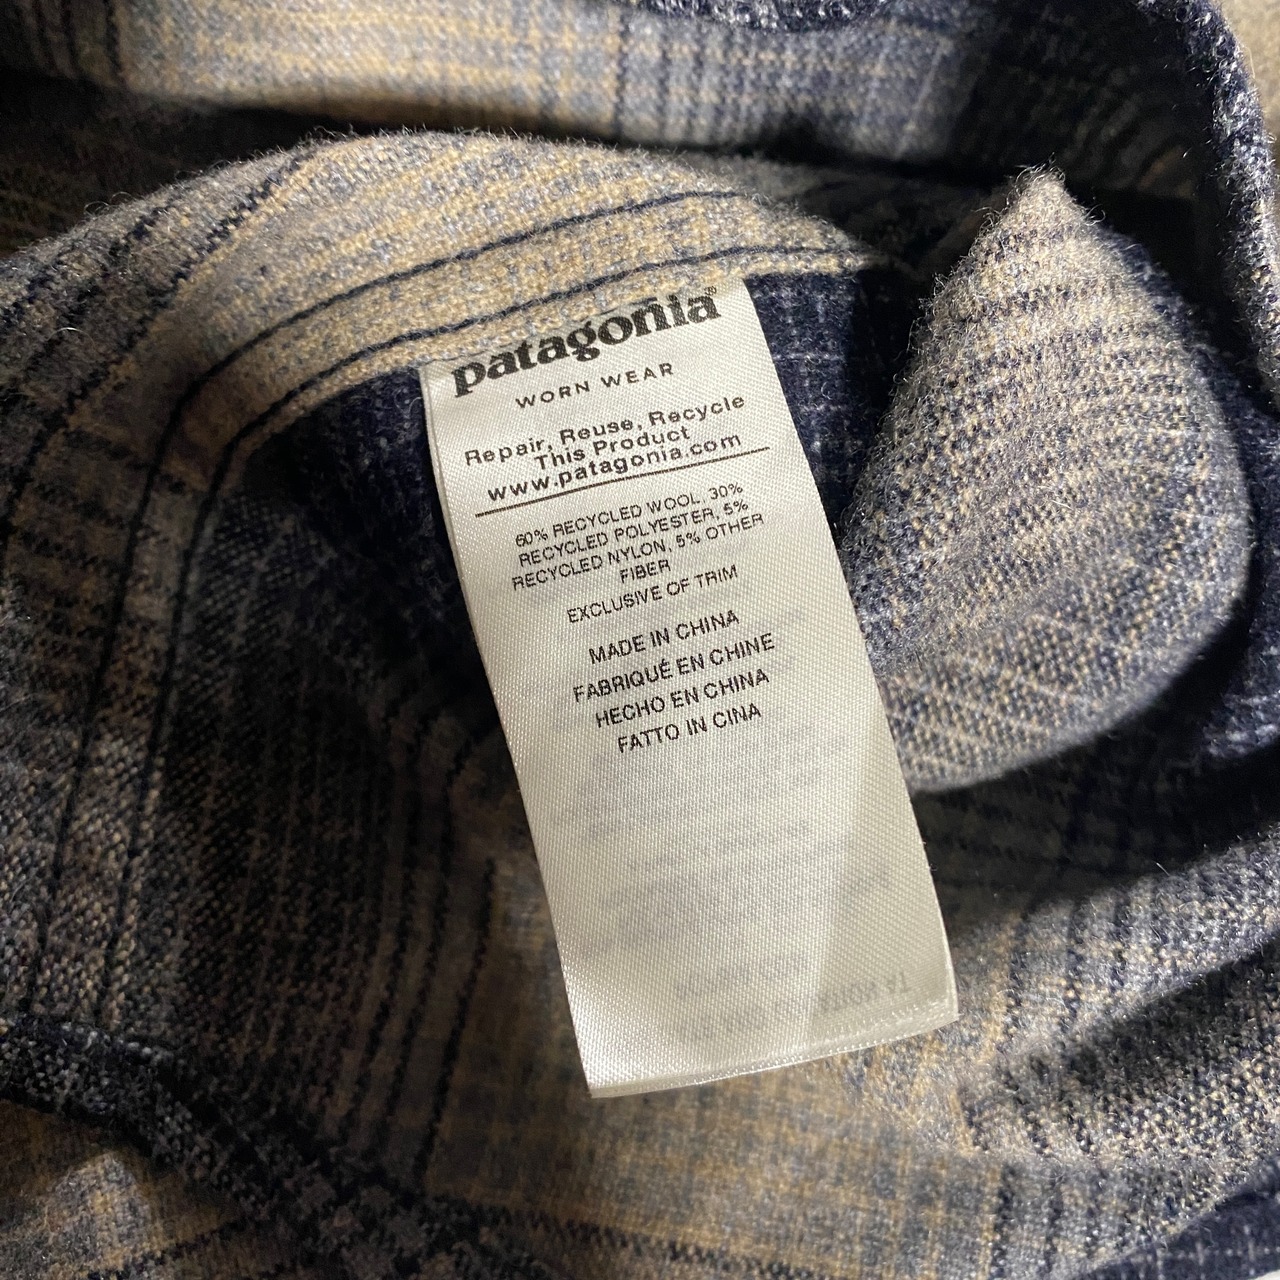 patagonia®
WORN WEAR
Repair, Reuse, Recycle
This Product
www.patagonia.com
60% RECYCLED WOOL, 30%
RECYCLED POLYESTER, 5%
RECYCLED NYLON, 5% OTHER
FIBER
EXCLUSIVE OF TRIM
MADE IN CHINA
FABRIQUÉ EN CHINE
HECHO EN CHINA
FATTO IN CINA